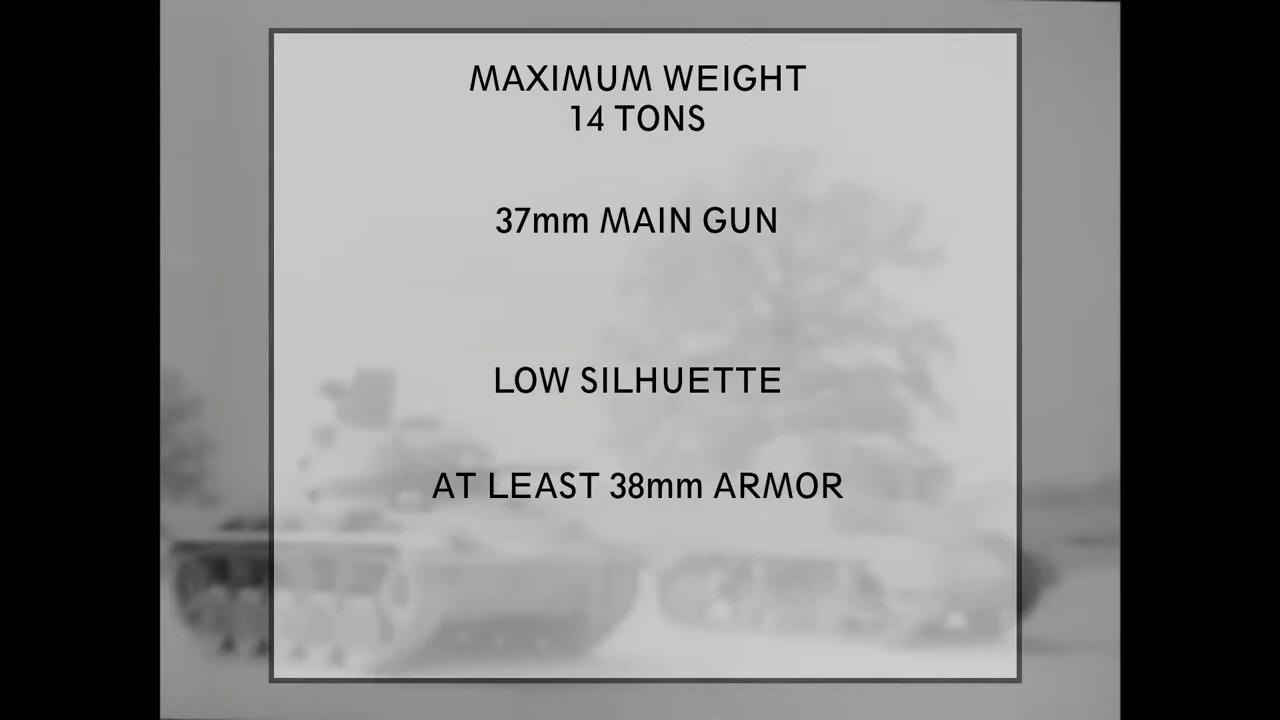 MAXIMUM WEIGHT
14 TONS
37mm MAIN GUN
LOW SILHUETTE
AT LEAST 38mm ARMOR